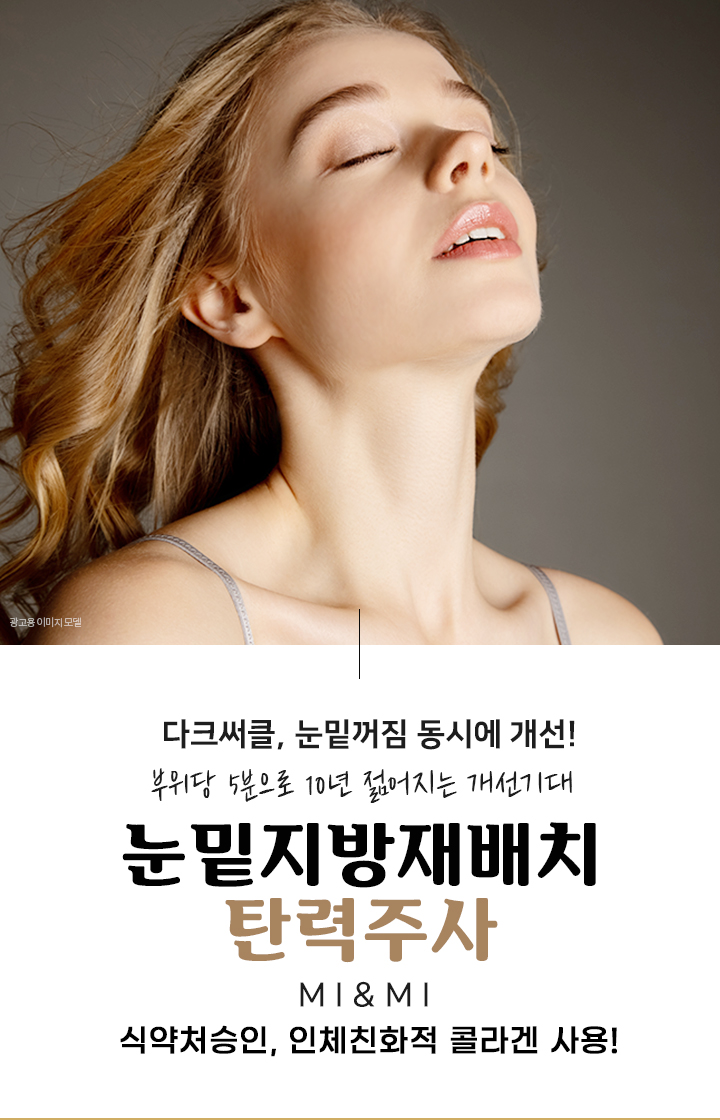 광고용 이미지 모델
다크써클, 눈밑꺼짐 동시에 개선!
부위당 5분으로 10년 젊어지는 개선기대
눈밑지방재배치
탄력주사
MI&MI
식약처승인, 인체친화적 콜라겐 사용!